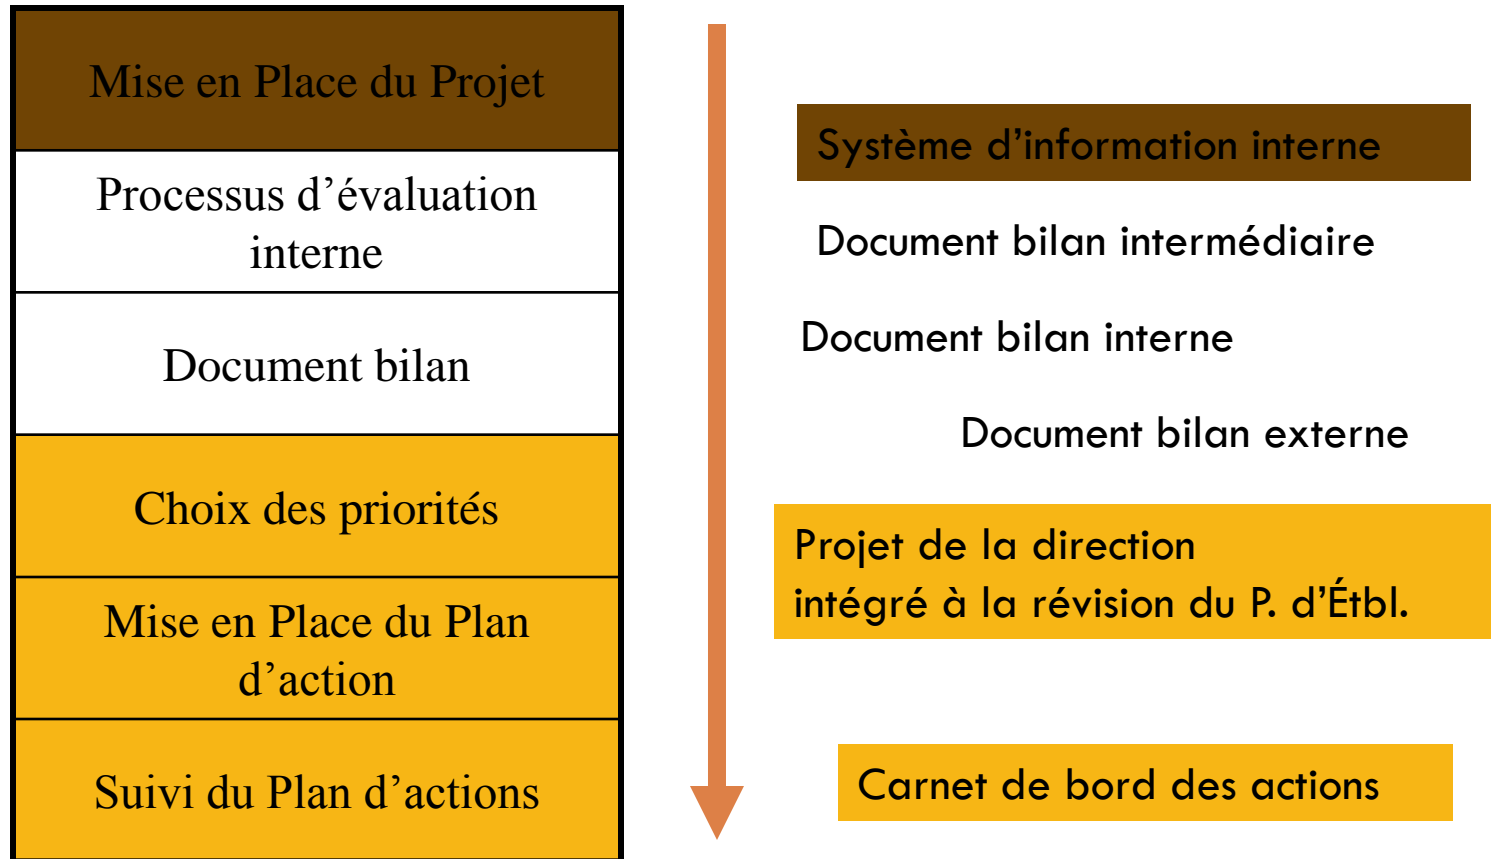 Mise en Place du Projet
Processus d’évaluation
interne
Document bilan
Choix des priorités
Mise en Place du Plan
d’action
Suivi du Plan d’actions
Système d’information interne
Document bilan intermédiaire
Document bilan interne
Document bilan externe
Projet de la direction
intégré à la révision du P. d’Étbl.
Carnet de bord des actions